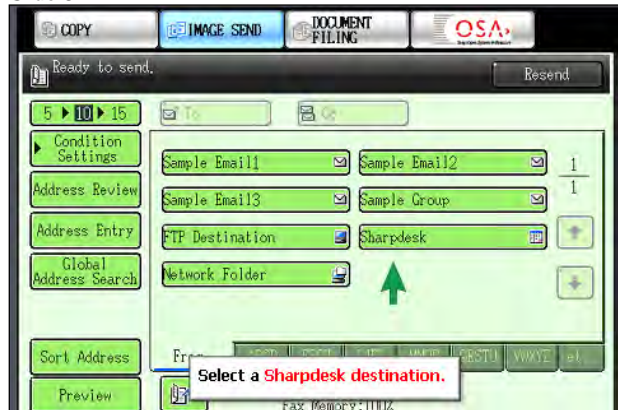 COPY
IMAGE SEND
DOCUMENT
FILING
OSA
Ready to send.
Resend
5 ▶ 10 ▶ 15
To
Cc
Condition
Settings
Sample Email1
Sample Email2
1
1
Address Review
Sample Email3
Sample Group
Address Entry
FTP Destination
Sharpdesk
Global
Address Search
Network Folder
Sort Address
Select a Sharpdesk destination.
Preview
Fax Memory:100%